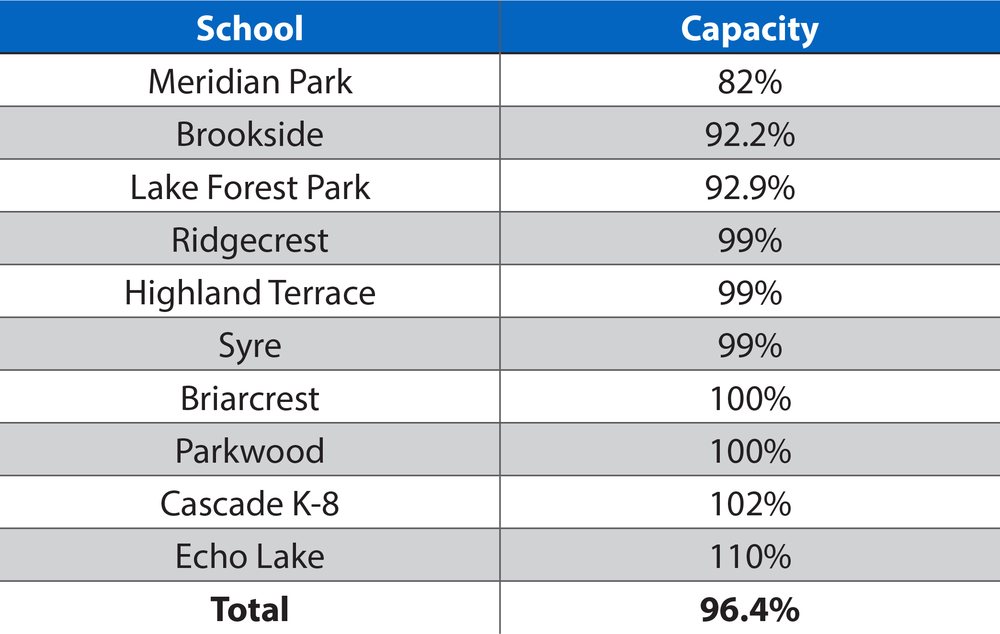 School Capacity
Meridian Park 82%
Brookside 92.2%
Lake Forest Park 92.9%
Ridgecrest 99%
Highland Terrace 99%
Syre 99%
Briarcrest 100%
Parkwood 100%
Cascade K-8 102%
Echo Lake 110%
Total 96.4%